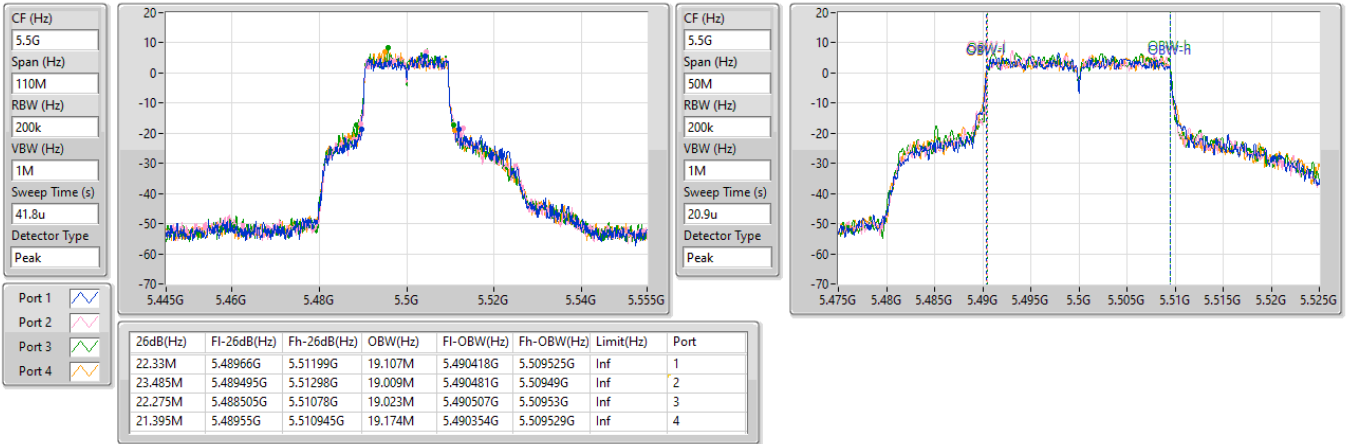 CF (Hz)
5.5G
Span (Hz)
110M
RBW (Hz)
200k
VBW (Hz)
1M
Sweep Time (s)
41.8u
Detector Type
Peak
20-
10-
0-
-10-
-20-
-30-
-40-
-50-
-60-
-70-
5.445G 5.46G 5.48G 5.5G 5.52G 5.54G 5.555G
CF (Hz)
5.5G
Span (Hz)
50M
RBW (Hz)
200k
VBW (Hz)
1M
Sweep Time (s)
20.9u
Detector Type
Peak
20-
10-
0-
-10-
-20-
-30-
-40-
-50-
-60-
-70-
OBW-l OBW-h
5.475G 5.48G 5.485G 5.49G 5.495G 5.5G 5.505G 5.51G 5.515G 5.52G 5.525G
Port 1
Port 2
Port 3
Port 4
26dB(Hz) Fl-26dB(Hz) Fh-26dB(Hz) OBW(Hz) Fl-OBW(Hz) Fh-OBW(Hz) Limit(Hz) Port
22.33M 5.48966G 5.51199G 19.107M 5.490418G 5.509525G Inf 1
23.485M 5.489495G 5.51298G 19.009M 5.490481G 5.50949G Inf 2
22.275M 5.488505G 5.51078G 19.023M 5.490507G 5.50953G Inf 3
21.395M 5.48955G 5.510945G 19.174M 5.490354G 5.509529G Inf 4